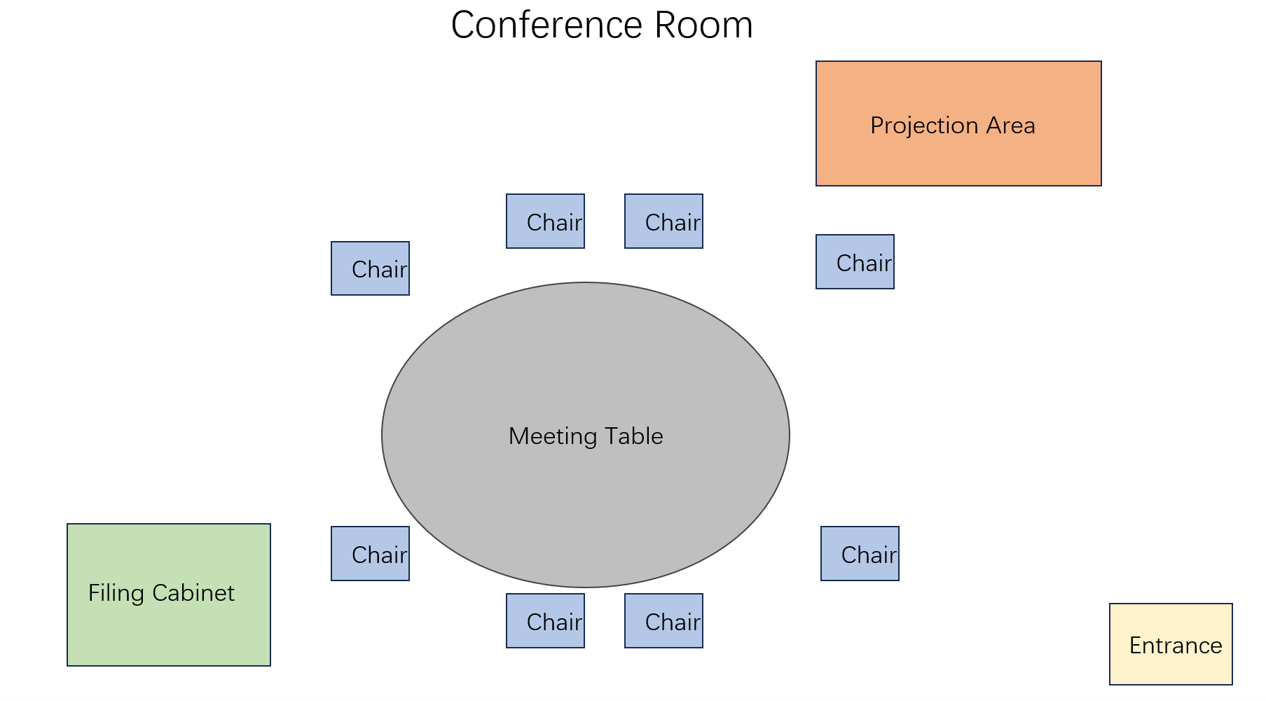 Conference Room
Projection Area
Chair
Chair
Chair
Chair
Meeting Table
Chair
Chair
Filing Cabinet
Chair
Chair
Entrance